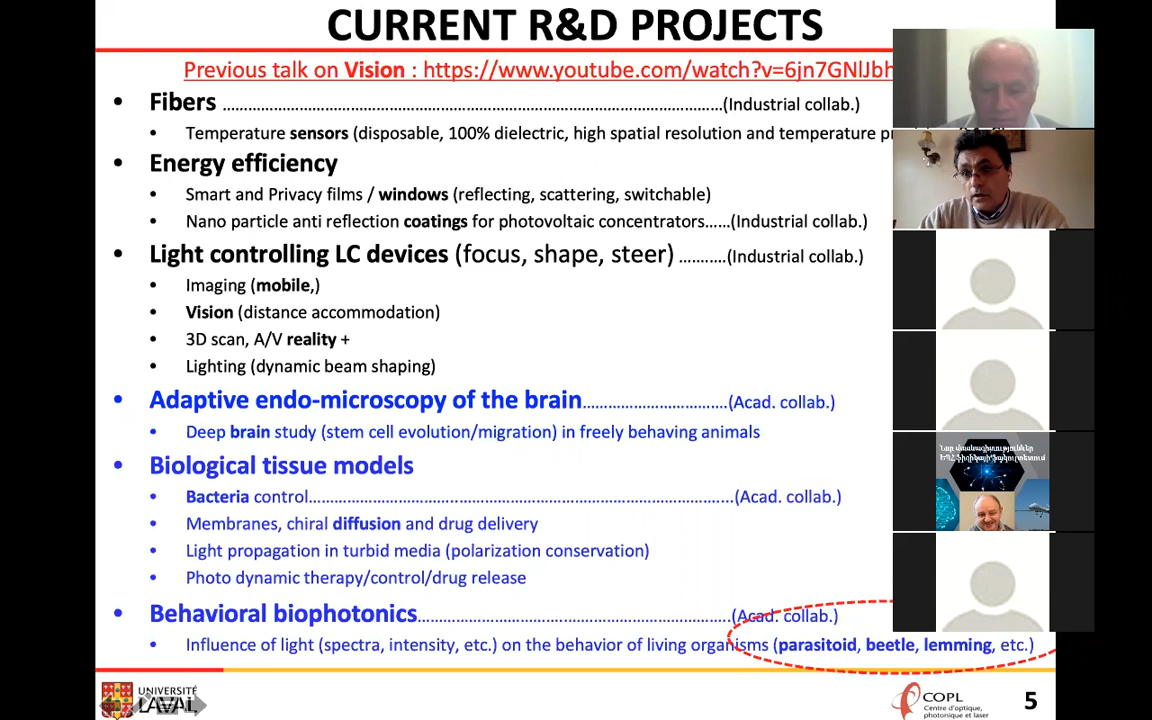 CURRENT R&D PROJECTS
Previous talk on Vision : https://www.youtube.com/watch?v=6jn7GNlJbh
• Fibers ………………………………………………………………………………………(Industrial collab.)
• Temperature sensors (disposable, 100% dielectric, high spatial resolution and temperature
• Energy efficiency
• Smart and Privacy films / windows (reflecting, scattering, switchable)
• Nano particle anti reflection coatings for photovoltaic concentrators……(Industrial collab.)
• Light controlling LC devices (focus, shape, steer) ……….(Industrial collab.)
• Imaging (mobile,)
• Vision (distance accommodation)
• 3D scan, A/V reality +
• Lighting (dynamic beam shaping)
• Adaptive endo-microscopy of the brain……………………….(Acad. collab.)
• Deep brain study (stem cell evolution/migration) in freely behaving animals
• Biological tissue models
• Bacteria control…………………………………………………………………………(Acad. collab.)
• Membranes, chiral diffusion and drug delivery
• Light propagation in turbid media (polarization conservation)
• Photo dynamic therapy/control/drug release
• Behavioral biophotonics……………………………………………………..(Acad. collab.)
• Influence of light (spectra, intensity, etc.) on the behavior of living organisms (parasitoid, beetle, lemming, etc.)
Նոր մասնագիտություններ
ԵՊՀ ֆիզիկայի ֆակուլտետում
UNIVERSITÉ
LAVAL
COPL
Centre d'optique,
photonique et laser
5